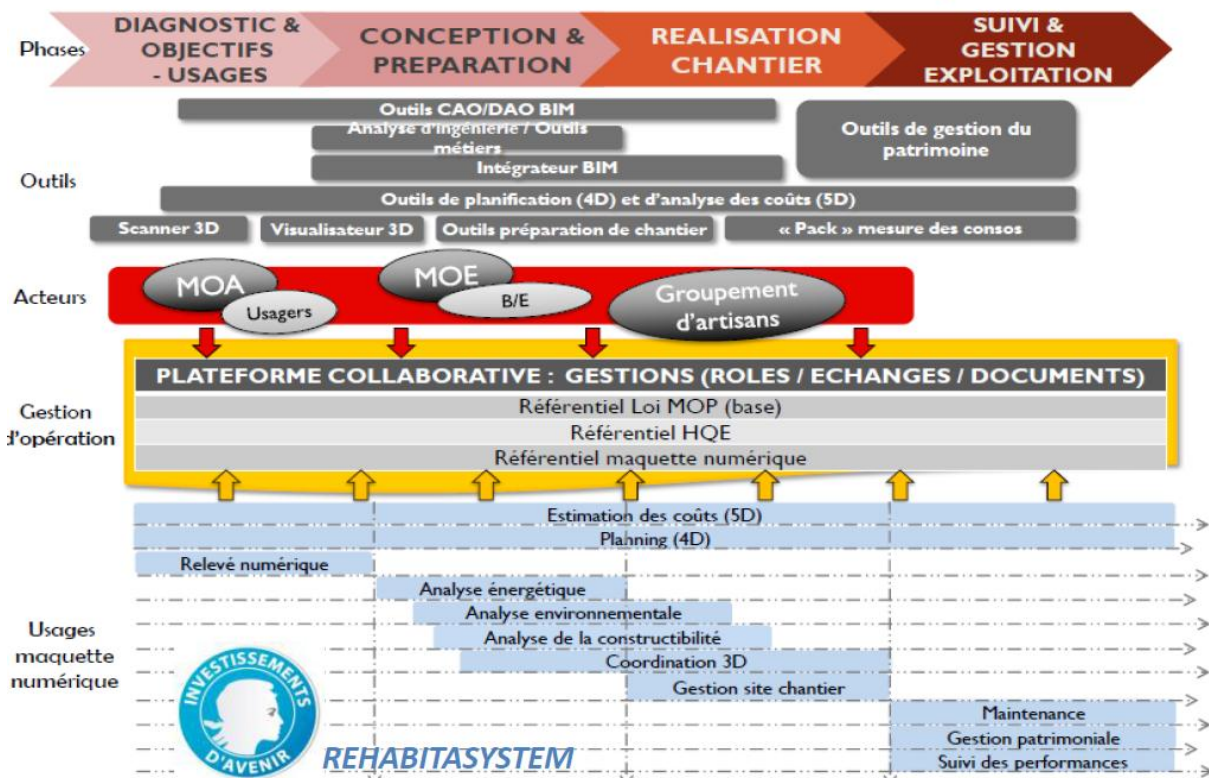 Phases
DIAGNOSTIC &
OBJECTIFS
- USAGES
CONCEPTION &
PREPARATION
REALISATION
CHANTIER
SUIVI &
GESTION
EXPLOITATION
Outils
Outils CAO/DAO BIM
Analyse d'ingénierie / Outils
métiers
Intégrateur BIM
Outils de gestion du
patrimoine
Outils de planification (4D) et d'analyse des coûts (5D)
Scanner 3D
Visualisateur 3D
Outils préparation de chantier
« Pack » mesure des consos
Acteurs
MOA
Usagers
MOE
B/E
Groupement
d'artisans
Gestion
d'opération
PLATEFORME COLLABORATIVE : GESTIONS (ROLES / ECHANGES / DOCUMENTS)
Référentiel Loi MOP (base)
Référentiel HQE
Référentiel maquette numérique
Usages
maquette
numérique
Estimation des coûts (5D)
Planning (4D)
Relevé numérique
Analyse énergétique
Analyse environnementale
Analyse de la constructibilité
Coordination 3D
Gestion site chantier
Maintenance
Gestion patrimoniale
Suivi des performances
INVESTISSEMENTS
D'AVENIR
REHABITASYSTEM